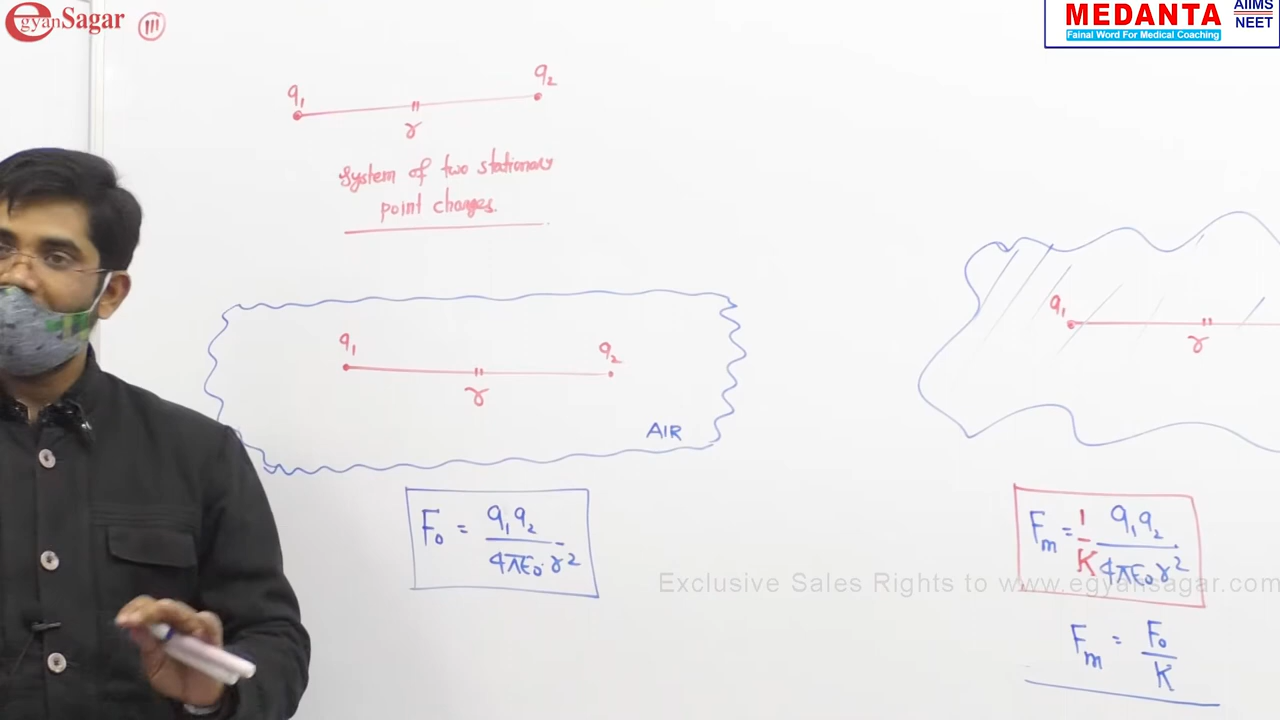 egyanSagar
III
MEDANTA
Fainal Word For Medical Coaching
AIIMS
NEET
q₁
q₂
r
System of two stationary
point charges.
q₁
q₂
r
AIR
F₀ = q₁q₂ / 4πε₀r²
q₁
r
Fₘ = 1/K q₁q₂ / 4πε₀r²
Exclusive Sales Rights to www.egyansagar.com
Fₘ = F₀ / K